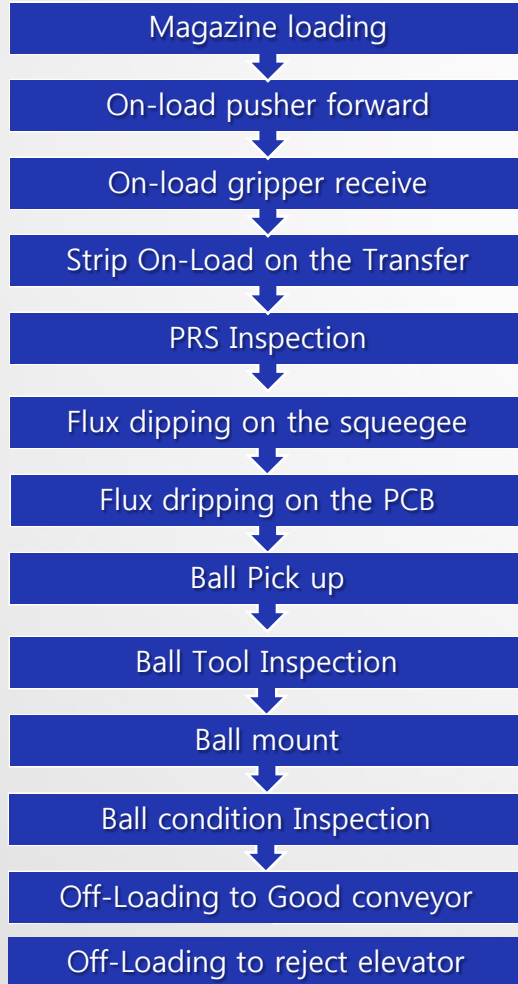 Magazine loading
On-load pusher forward
On-load gripper receive
Strip On-Load on the Transfer
PRS Inspection
Flux dipping on the squeegee
Flux dripping on the PCB
Ball Pick up
Ball Tool Inspection
Ball mount
Ball condition Inspection
Off-Loading to Good conveyor
Off-Loading to reject elevator